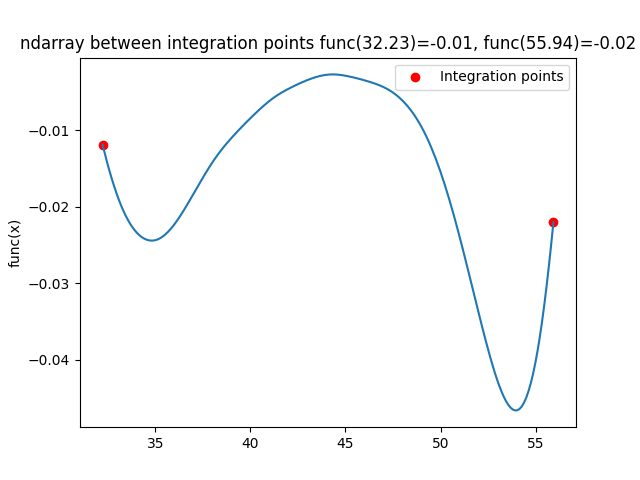 ndarray between integration points func(32.23)=-0.01, func(55.94)=-0.02
Integration points
−0.01
−0.02
−0.03
−0.04
func(x)
35 40 45 50 55